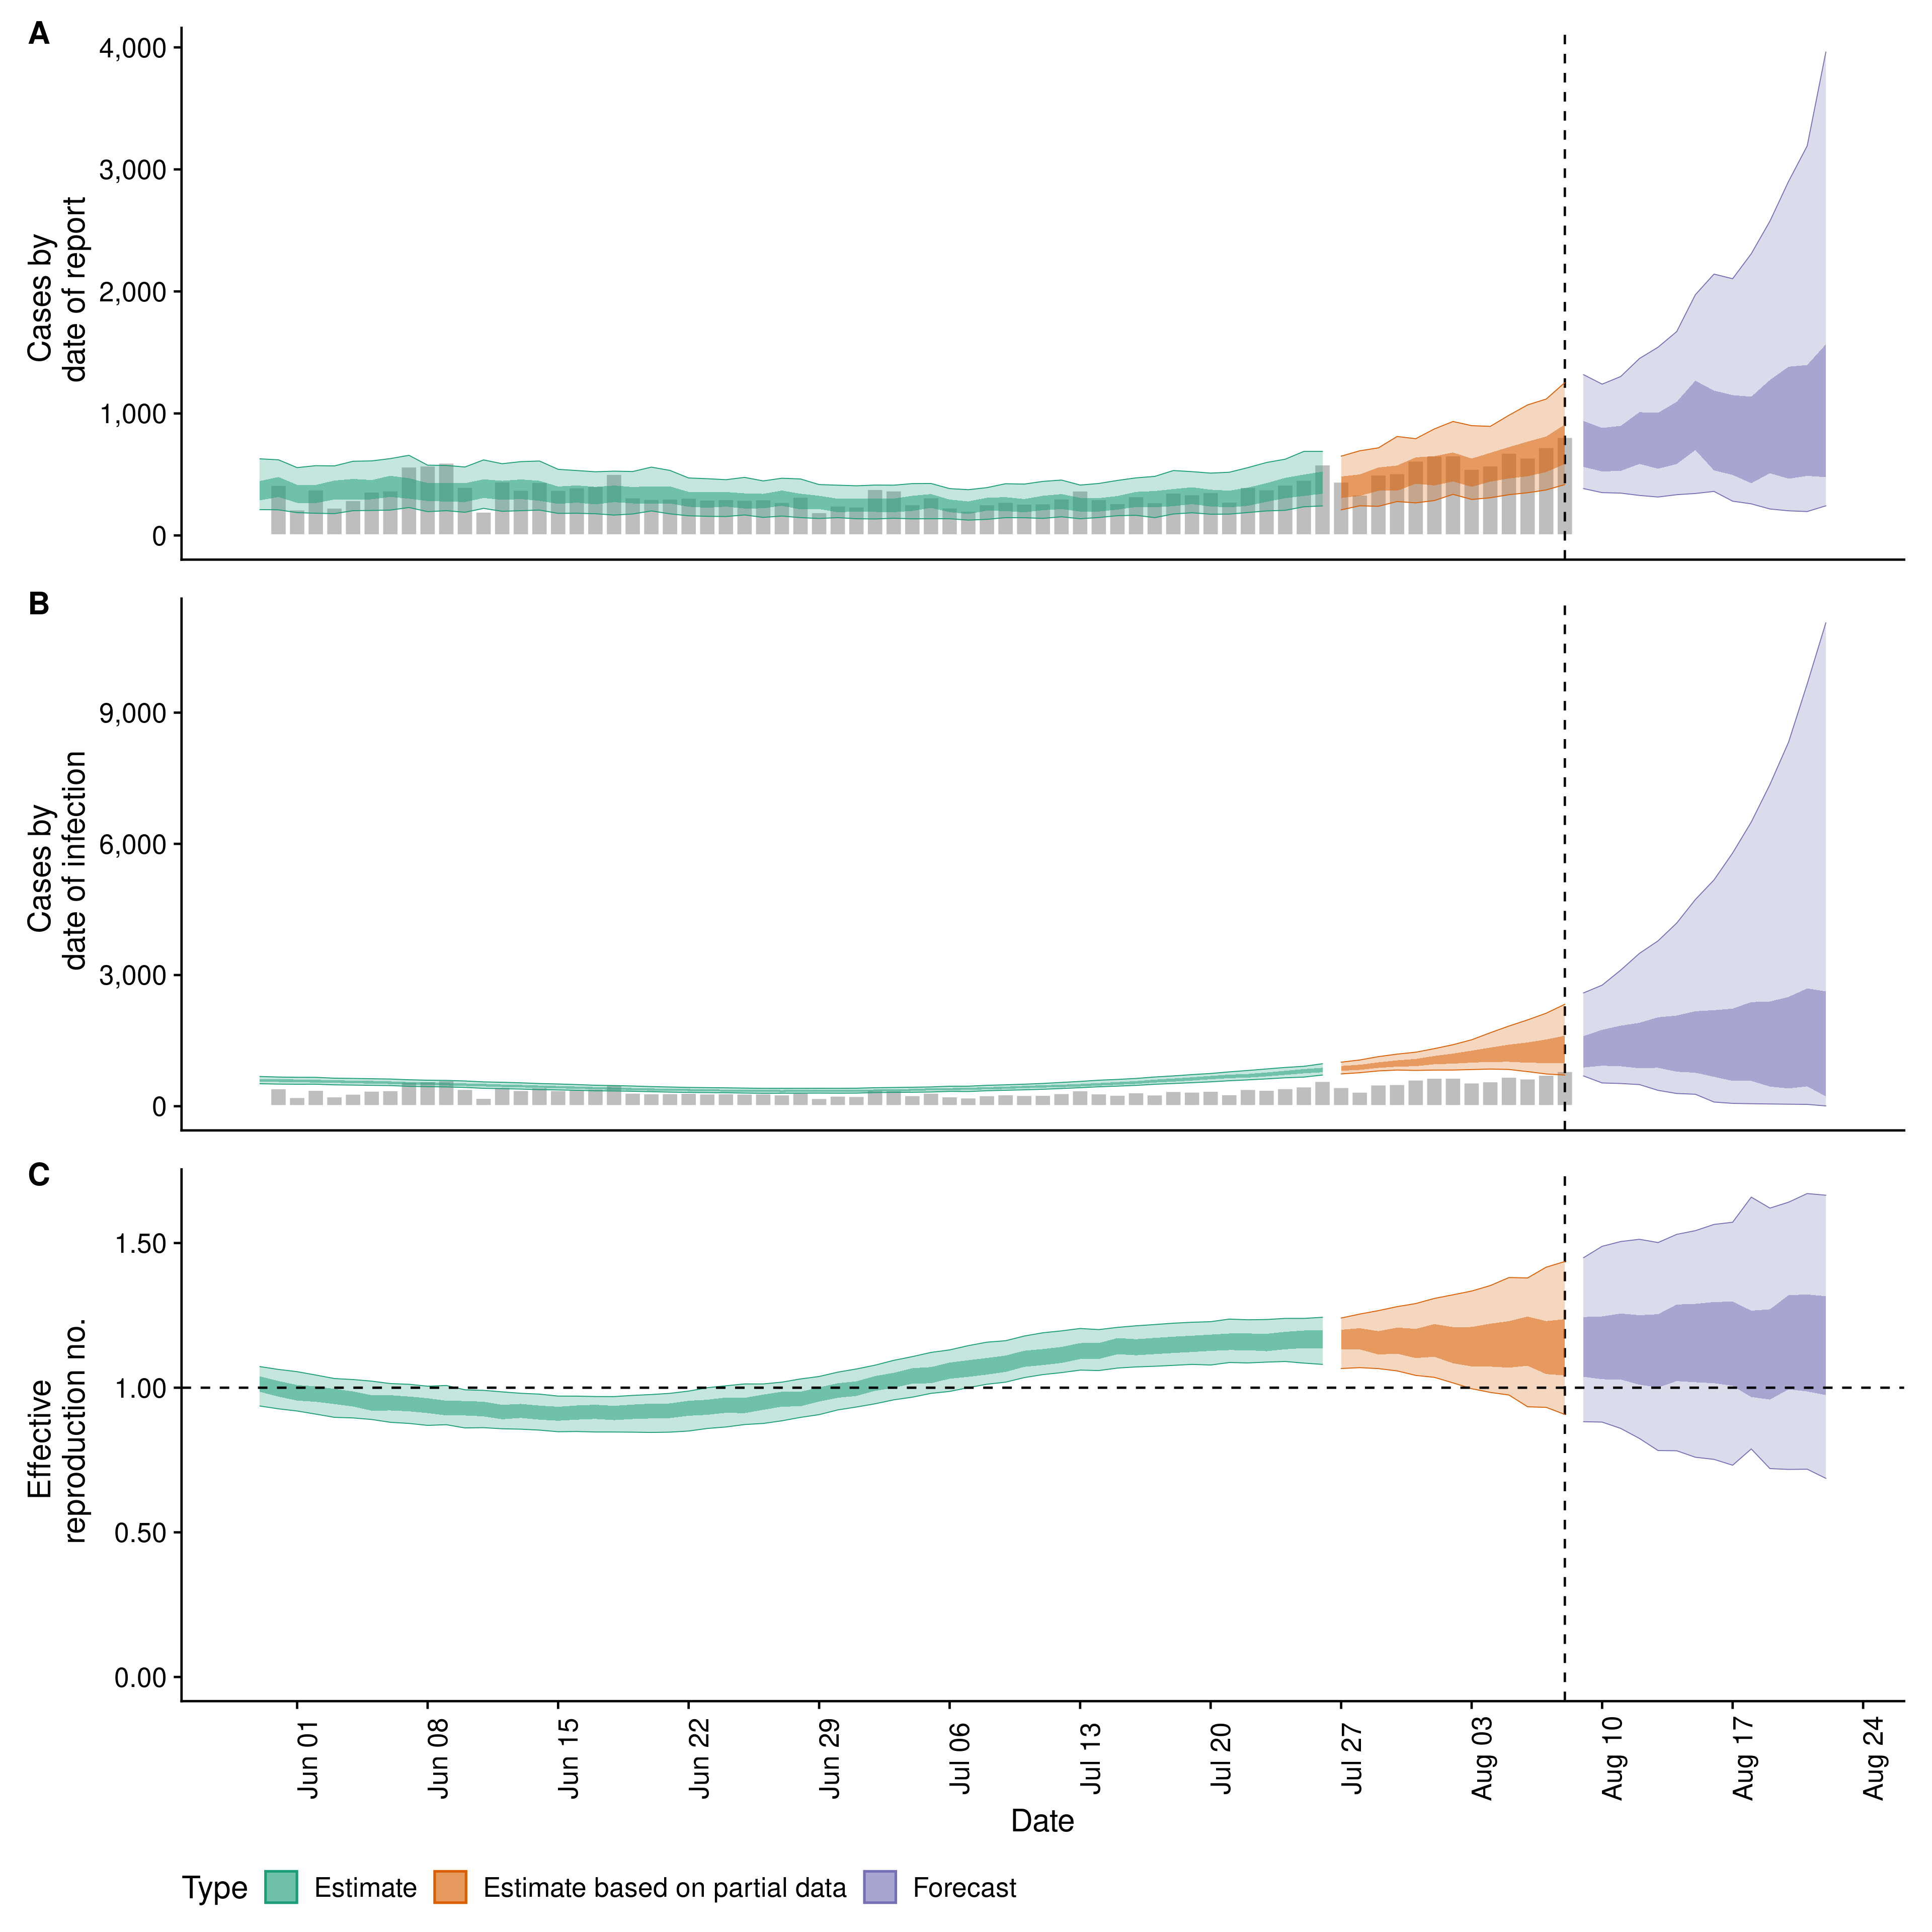 A
4,000
3,000
2,000
1,000
0
Cases by
date of report
B
9,000
6,000
3,000
0
Cases by
date of infection
C
1.50
1.00
0.50
0.00
Effective
reproduction no.
Jun 01
Jun 08
Jun 15
Jun 22
Jun 29
Jul 06
Jul 13
Jul 20
Jul 27
Aug 03
Aug 10
Aug 17
Aug 24
Date
Type Estimate Estimate based on partial data Forecast